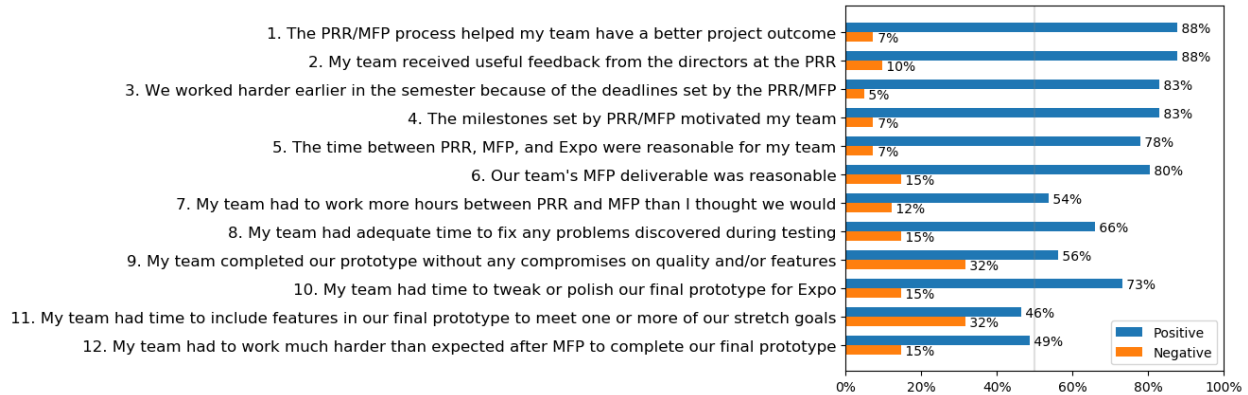 1. The PRR/MFP process helped my team have a better project outcome
88%
7%
2. My team received useful feedback from the directors at the PRR
88%
10%
3. We worked harder earlier in the semester because of the deadlines set by the PRR/MFP
83%
5%
4. The milestones set by PRR/MFP motivated my team
83%
7%
5. The time between PRR, MFP, and Expo were reasonable for my team
78%
7%
6. Our team's MFP deliverable was reasonable
80%
15%
7. My team had to work more hours between PRR and MFP than I thought we would
54%
12%
8. My team had adequate time to fix any problems discovered during testing
66%
15%
9. My team completed our prototype without any compromises on quality and/or features
56%
32%
10. My team had time to tweak or polish our final prototype for Expo
73%
15%
11. My team had time to include features in our final prototype to meet one or more of our stretch goals
46%
32%
12. My team had to work much harder than expected after MFP to complete our final prototype
49%
15%
Positive
Negative
0% 20% 40% 60% 80% 100%